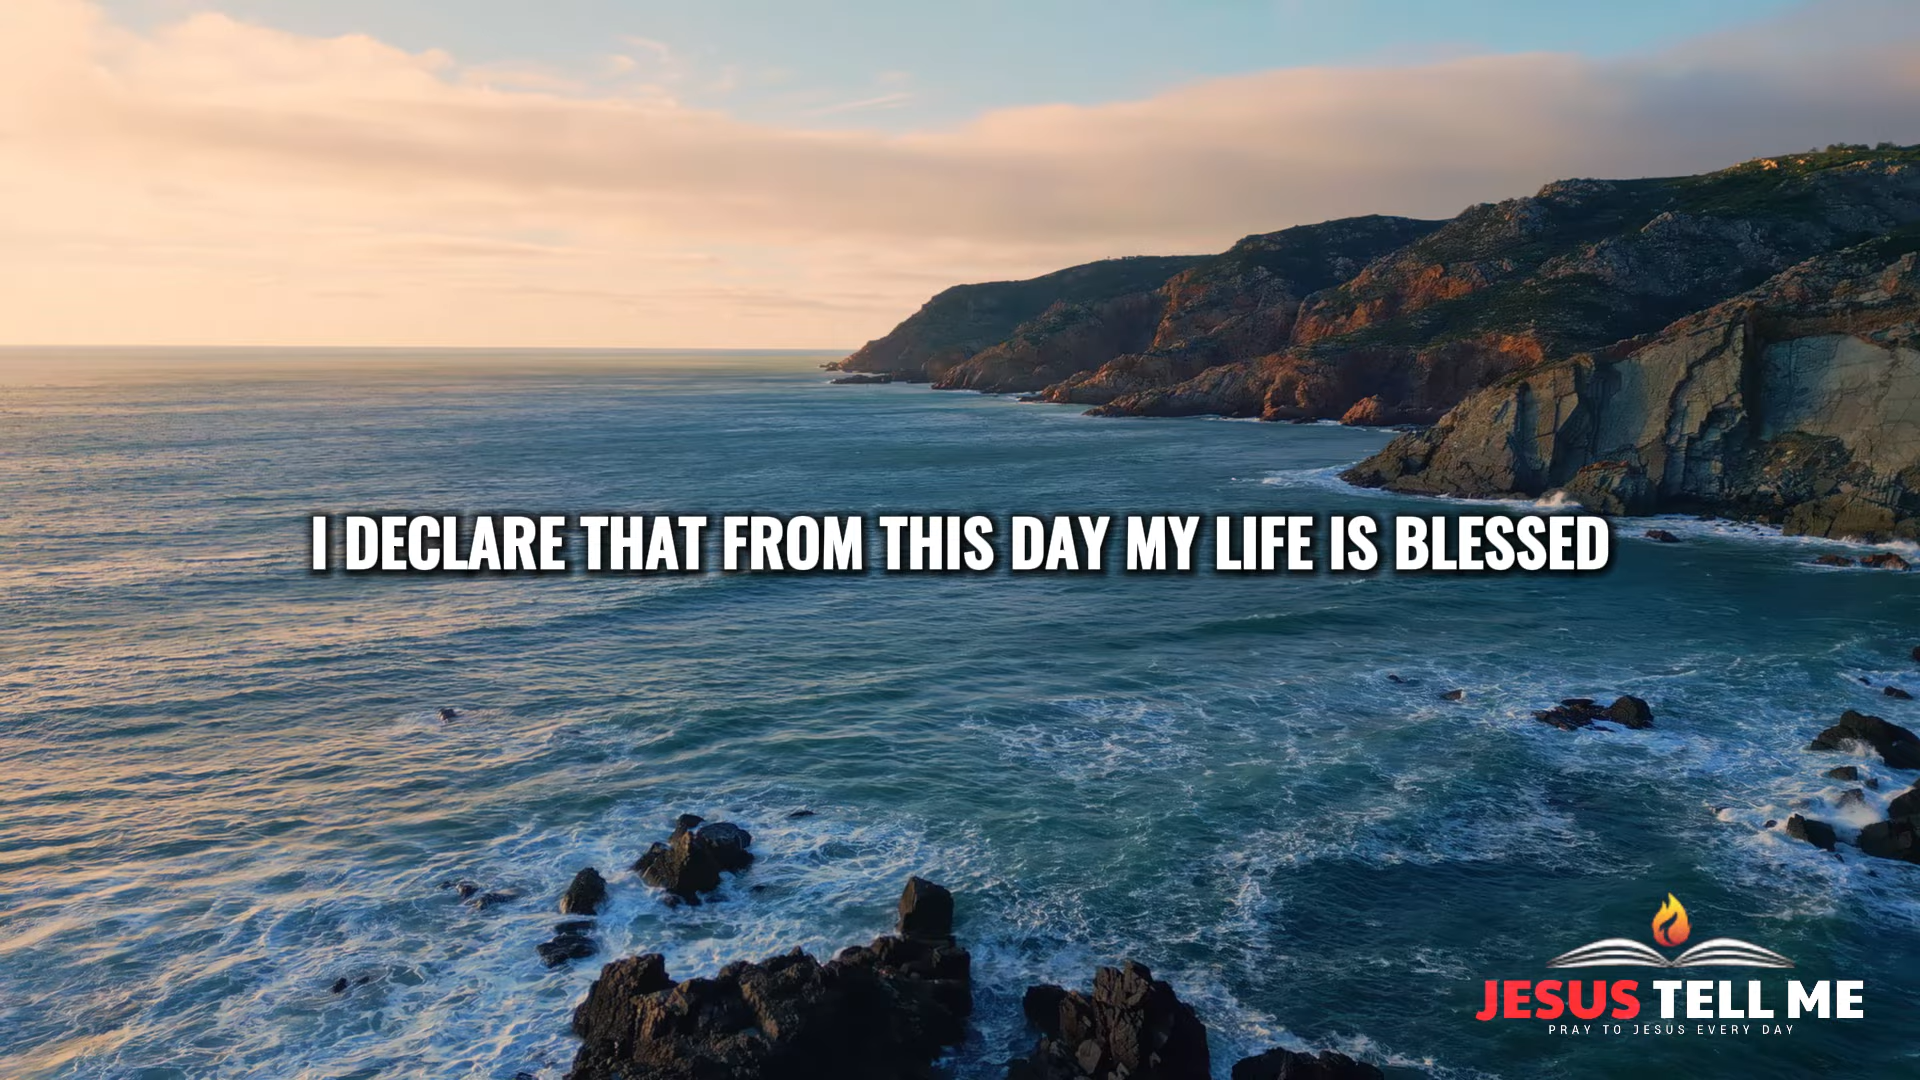 I DECLARE THAT FROM THIS DAY MY LIFE IS BLESSED
JESUS TELL ME
PRAY TO JESUS EVERY DAY